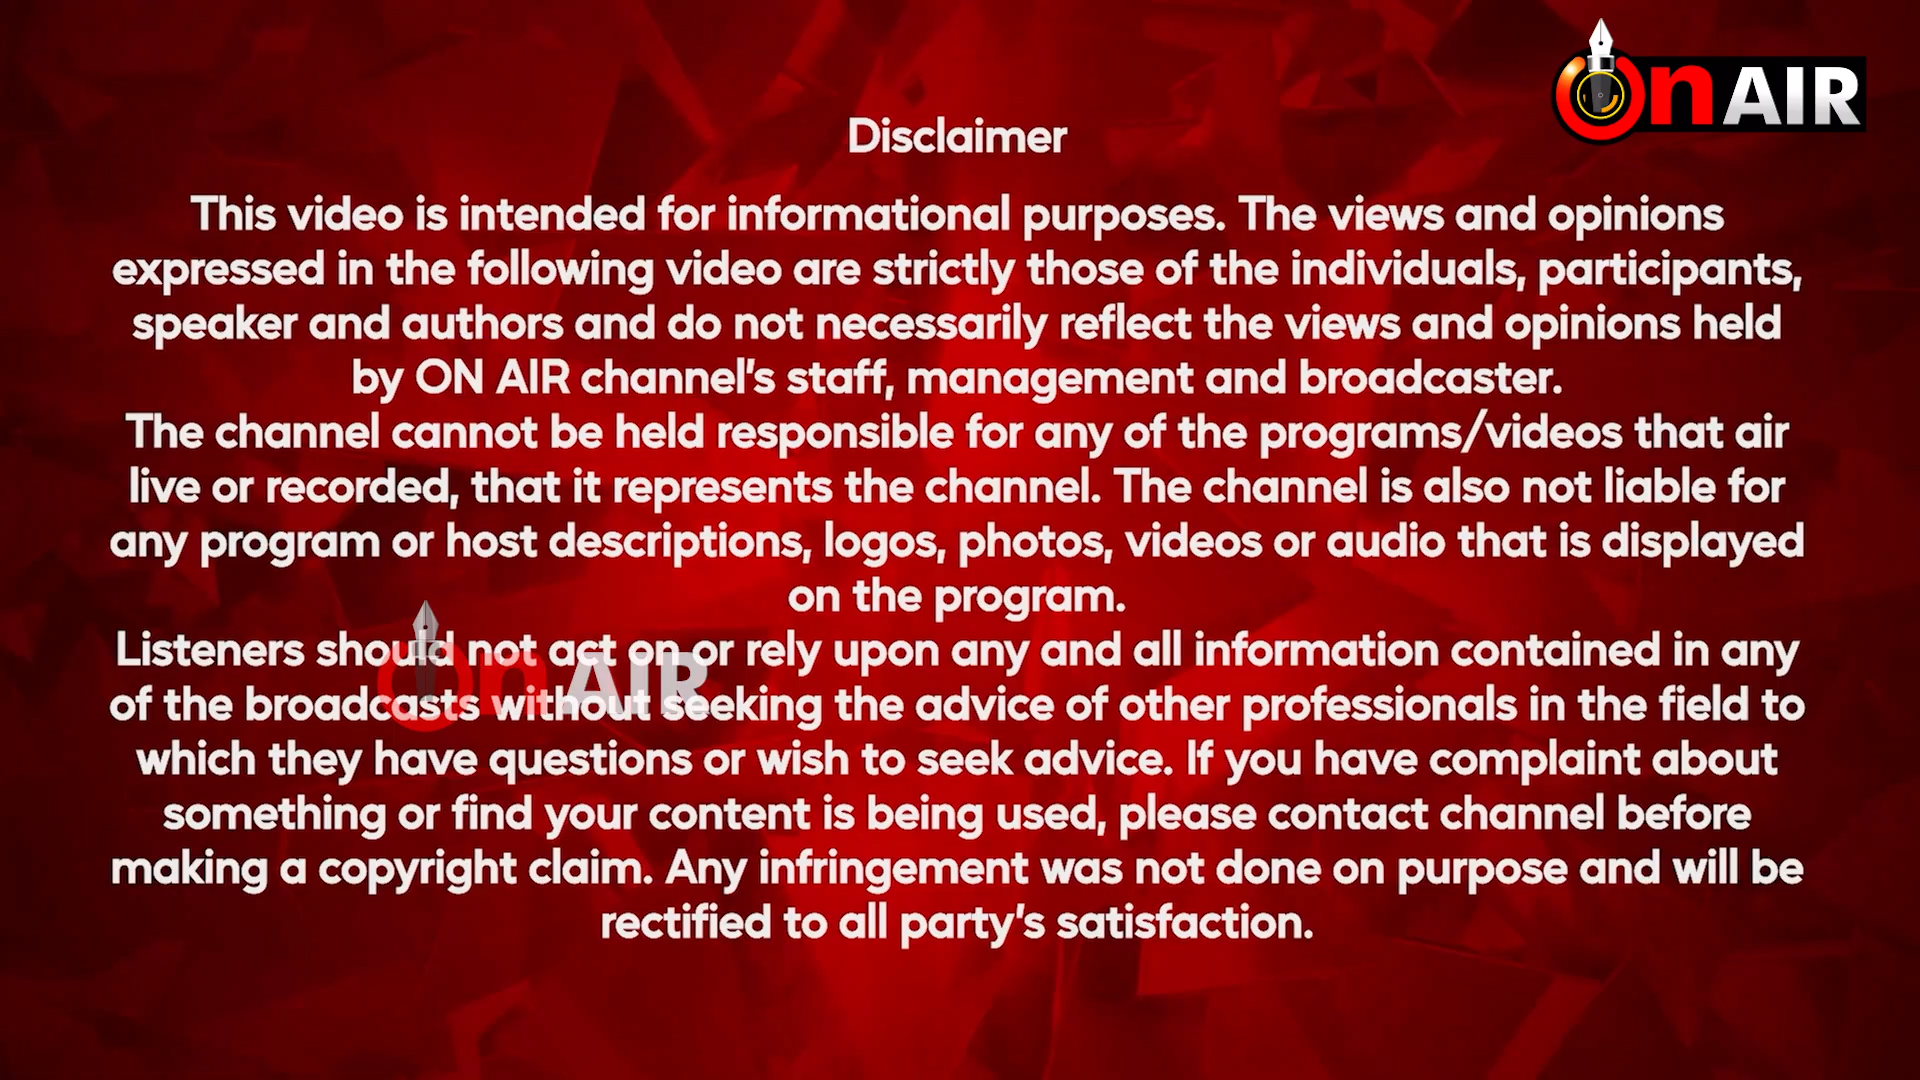 On AIR
Disclaimer
This video is intended for informational purposes. The views and opinions
expressed in the following video are strictly those of the individuals, participants,
speaker and authors and do not necessarily reflect the views and opinions held
by ON AIR channel's staff, management and broadcaster.
The channel cannot be held responsible for any of the programs/videos that air
live or recorded, that it represents the channel. The channel is also not liable for
any program or host descriptions, logos, photos, videos or audio that is displayed
on the program.
Listeners should not act on or rely upon any and all information contained in any
of the broadcasts without seeking the advice of other professionals in the field to
which they have questions or wish to seek advice. If you have complaint about
something or find your content is being used, please contact channel before
making a copyright claim. Any infringement was not done on purpose and will be
rectified to all party's satisfaction.
On AIR